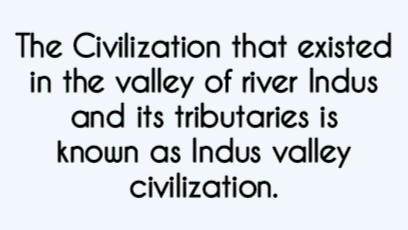 The Civilization that existed
in the valley of river Indus
and its tributaries is
known as Indus valley
civilization.